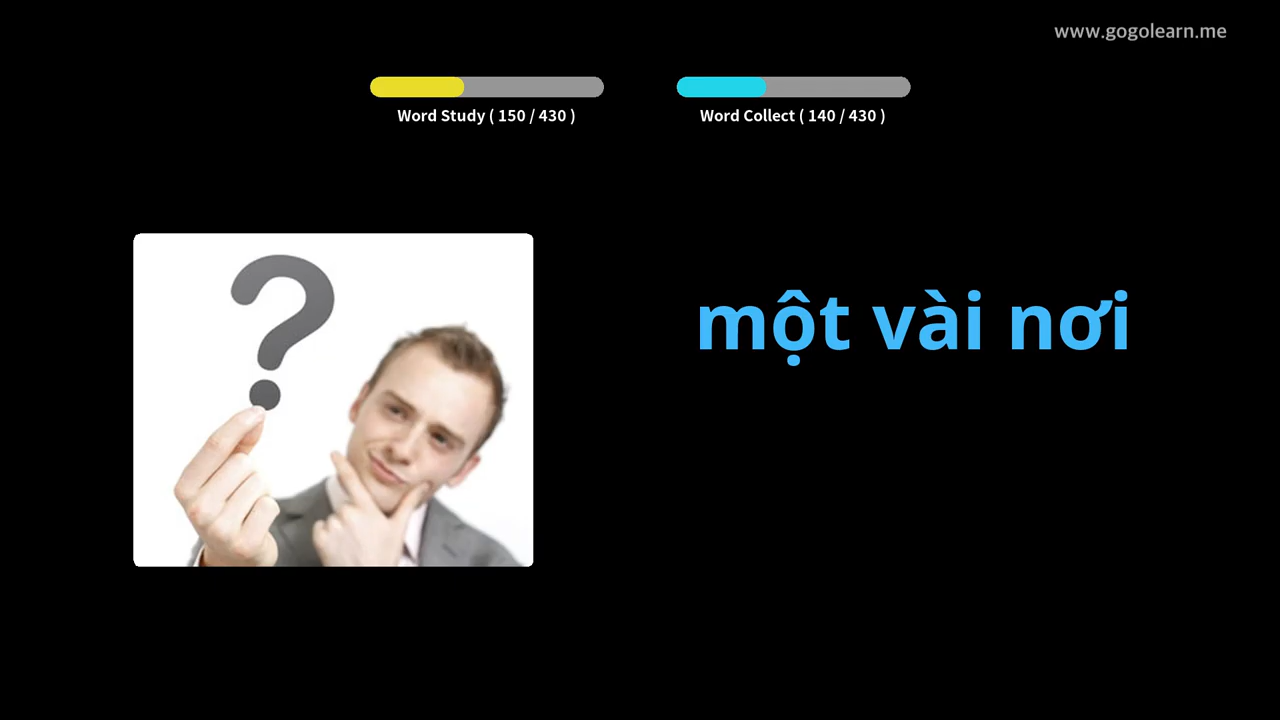 www.gogolearn.me
Word Study ( 150 / 430 )
Word Collect ( 140 / 430 )
?
một vài nơi